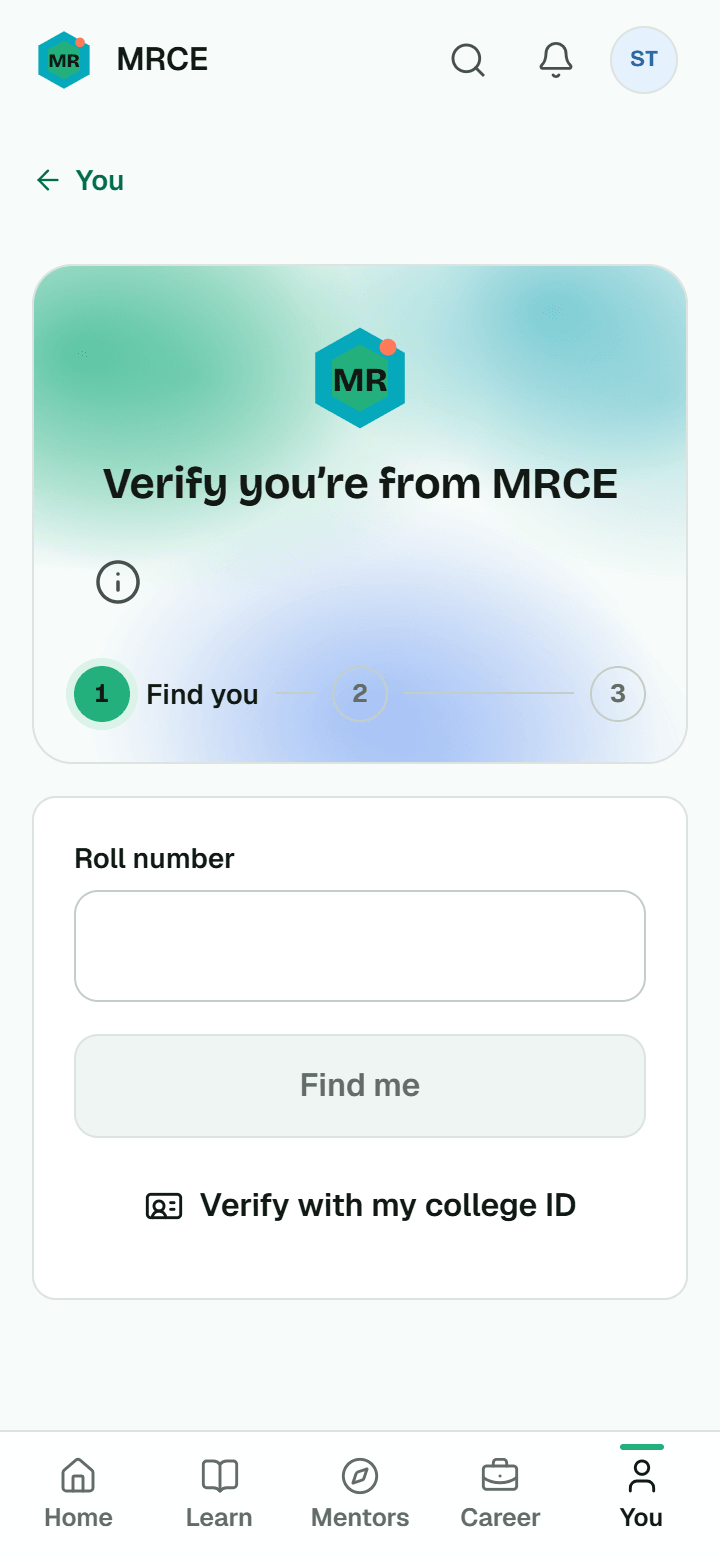 MR
MRCE
ST
You
MR
Verify you're from MRCE
1
Find you
2
3
Roll number
Find me
Verify with my college ID
Home
Learn
Mentors
Career
You